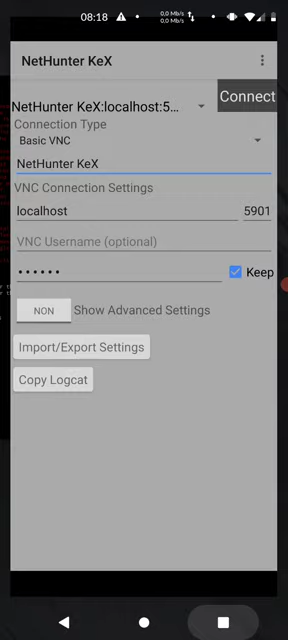 08:18
0.0 Mb/s
0.0 Mb/s
NetHunter KeX
NetHunter KeX:localhost:5...
Connect
Connection Type
Basic VNC
NetHunter KeX
VNC Connection Settings
localhost 5901
VNC Username (optional)
••••••
Keep
NON Show Advanced Settings
Import/Export Settings
Copy Logcat